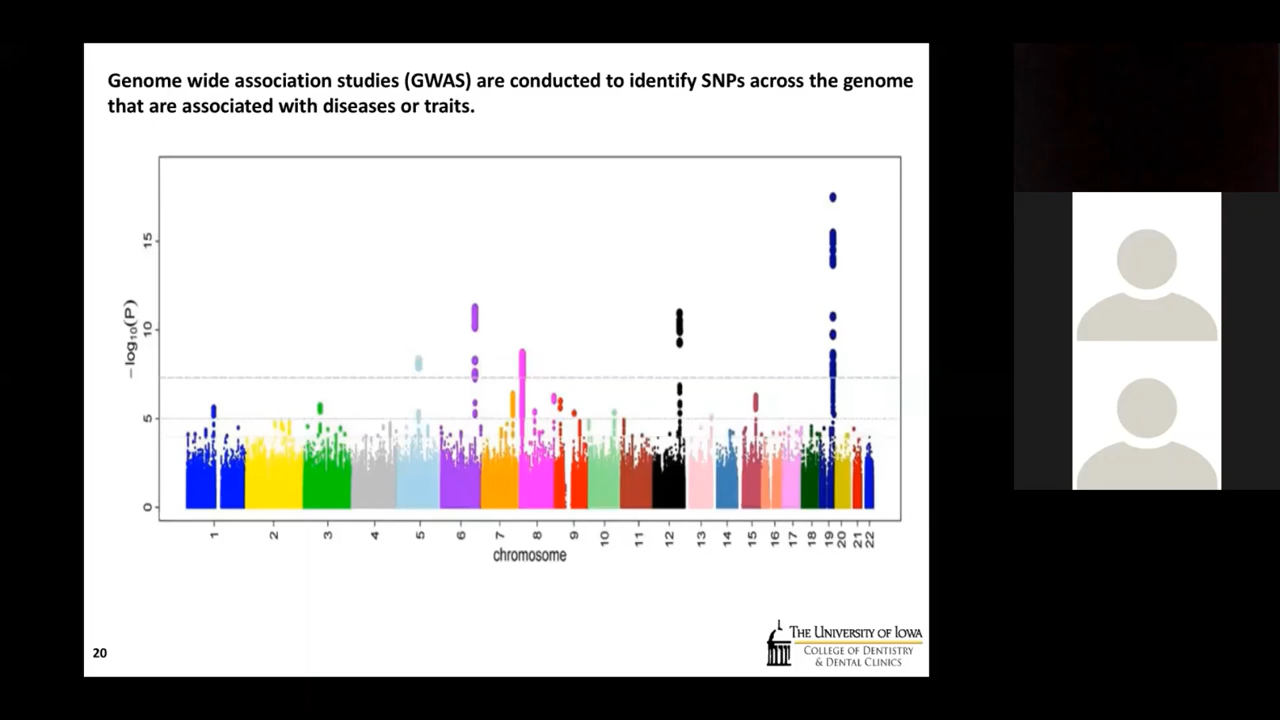 Genome wide association studies (GWAS) are conducted to identify SNPs across the genome
that are associated with diseases or traits.
15
10
5
0
−log10(P)
1 2 3 4 5 6 7 8 9 10 11 12 13 14 15 16 17 18 19 20 21 22
chromosome
THE UNIVERSITY OF IOWA
COLLEGE OF DENTISTRY
& DENTAL CLINICS
20